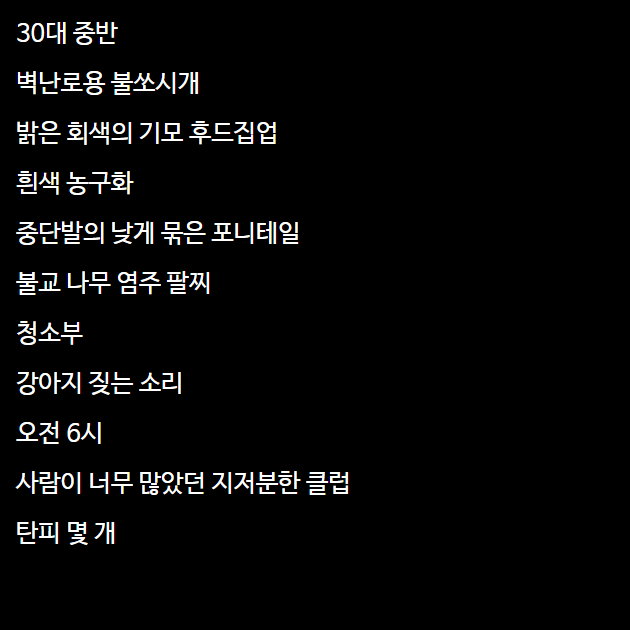 30대 중반
벽난로용 불쏘시개
밝은 회색의 기모 후드집업
흰색 농구화
중단발의 낮게 묶은 포니테일
불교 나무 염주 팔찌
청소부
강아지 짖는 소리
오전 6시
사람이 너무 많았던 지저분한 클럽
탄피 몇 개